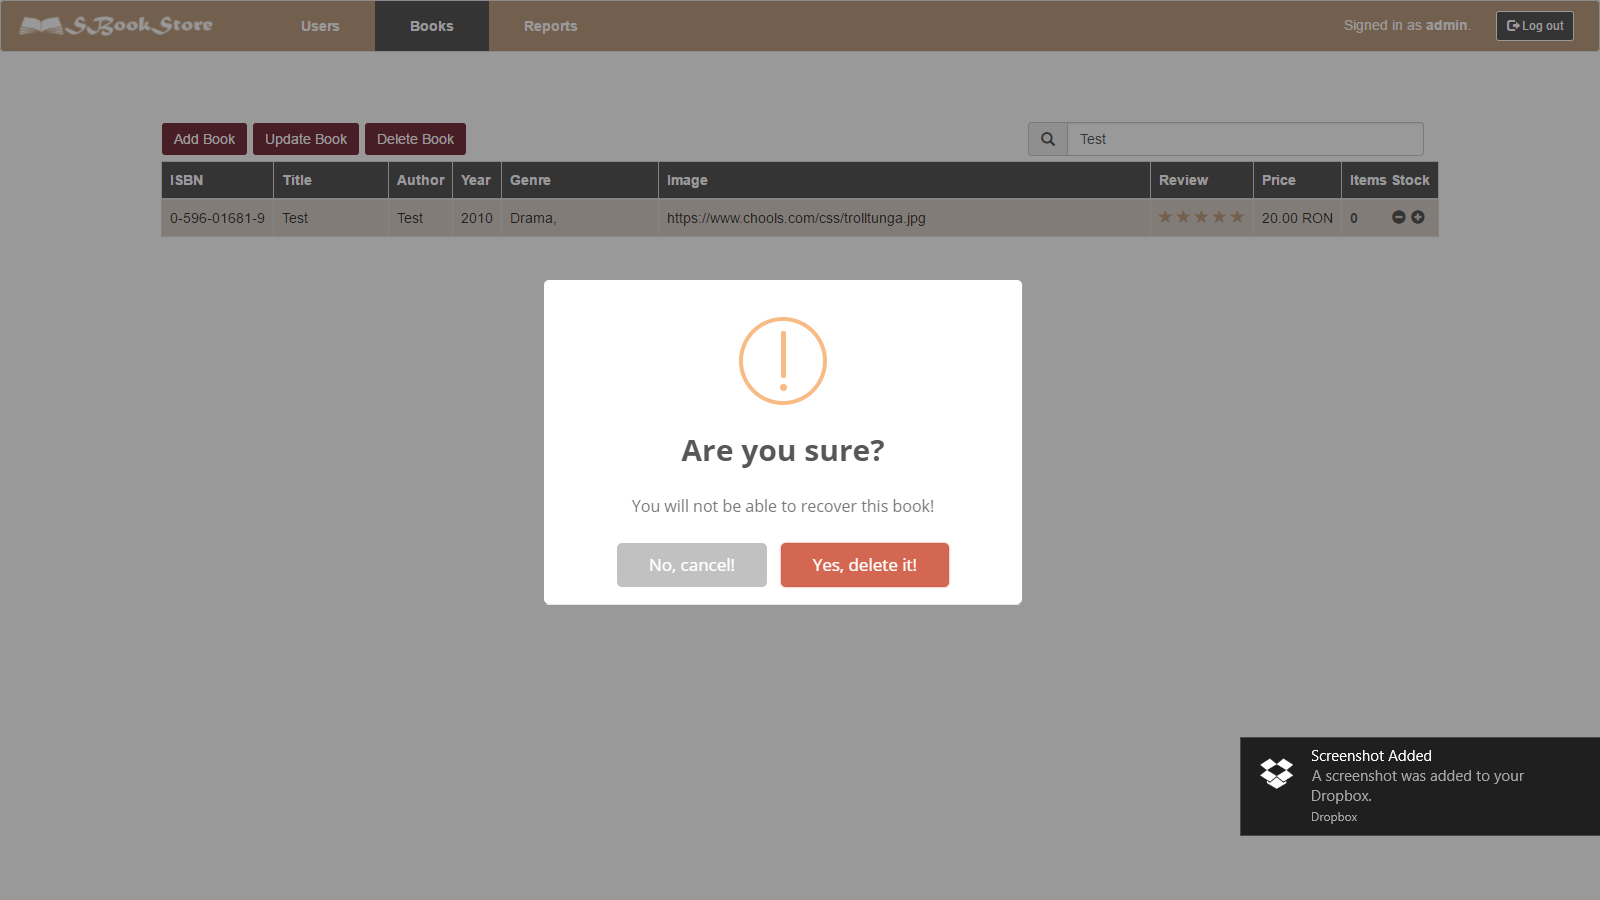 SBookStore Users Books Reports Signed in as admin. Log out
Add Book Update Book Delete Book Test
ISBN Title Author Year Genre Image Review Price Items Stock
0-596-01681-9 Test Test 2010 Drama, https://www.chools.com/css/trolltunga.jpg 20.00 RON 0
Are you sure?
You will not be able to recover this book!
No, cancel! Yes, delete it!
Screenshot Added
A screenshot was added to your
Dropbox.
Dropbox